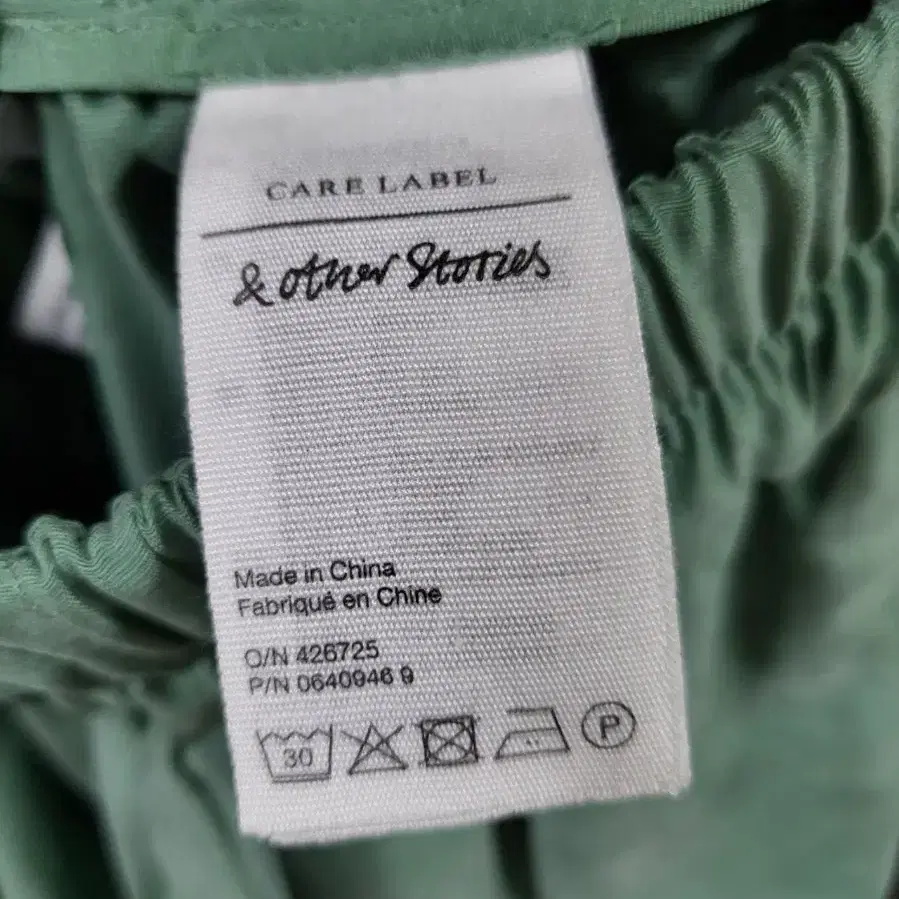 CARE LABEL
& other Stories
Made in China
Fabriqué en Chine
O/N 426725
P/N 0640946 9
30
P